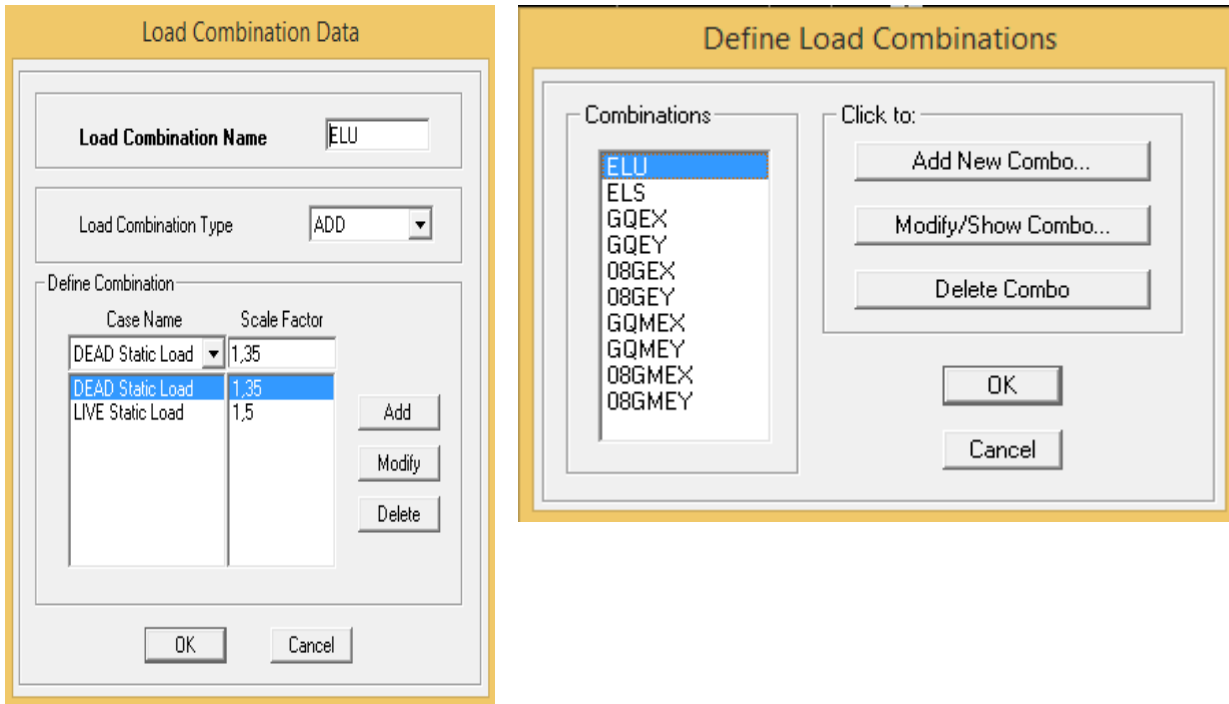 Load Combination Data
Load Combination Name ELU
Load Combination Type ADD
Define Combination
Case Name Scale Factor
DEAD Static Load 1,35
DEAD Static Load 1,35
LIVE Static Load 1,5
Add
Modify
Delete
OK Cancel
Define Load Combinations
Combinations
ELU
ELS
GQEX
GQEY
08GEX
08GEY
GQMEX
GQMEY
08GMEX
08GMEY
Click to:
Add New Combo...
Modify/Show Combo...
Delete Combo
OK
Cancel